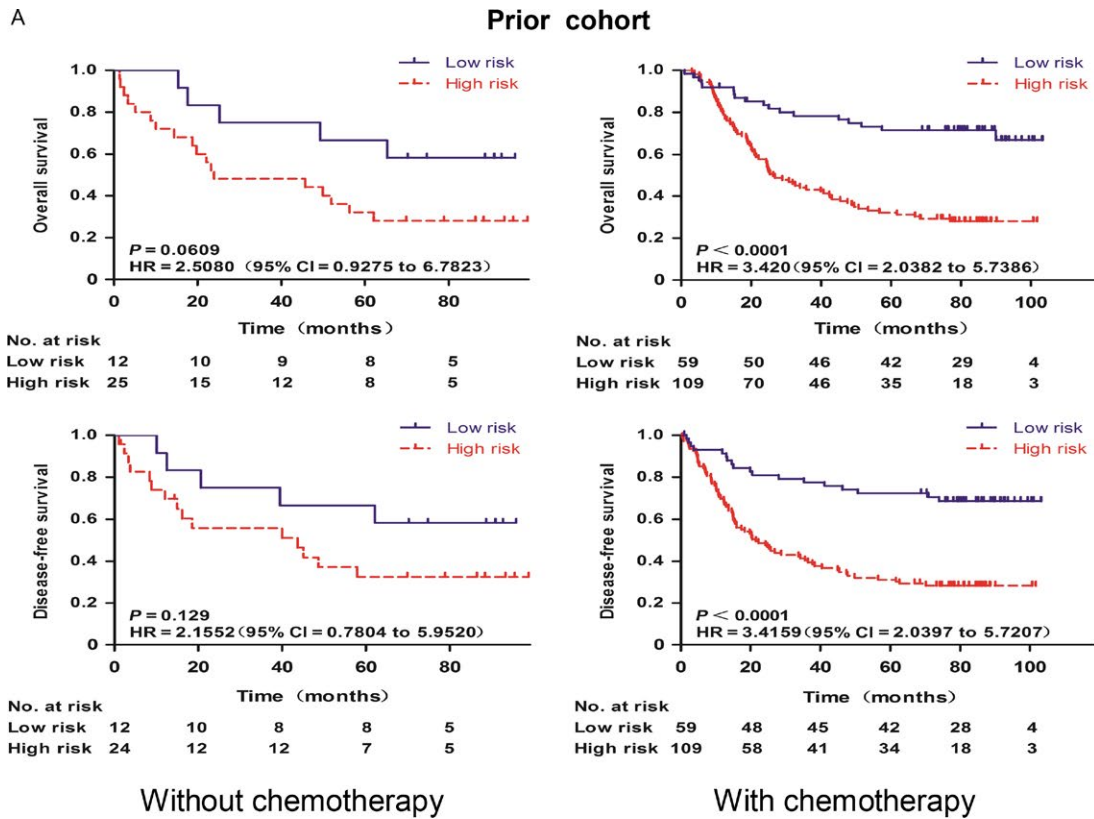 A
Prior cohort
Low risk
High risk
Overall survival
1.0
0.8
0.6
0.4
0.2
0
P = 0.0609
HR = 2.5080 (95% CI = 0.9275 to 6.7823)
0 20 40 60 80
Time (months)
No. at risk
Low risk 12 10 9 8 5
High risk 25 15 12 8 5
Low risk
High risk
Overall survival
1.0
0.8
0.6
0.4
0.2
0
P < 0.0001
HR = 3.420 (95% CI = 2.0382 to 5.7386)
0 20 40 60 80 100
Time (months)
No. at risk
Low risk 59 50 46 42 29 4
High risk 109 70 46 35 18 3
Low risk
High risk
Disease-free survival
1.0
0.8
0.6
0.4
0.2
0
P = 0.129
HR = 2.1552 (95% CI = 0.7804 to 5.9520)
0 20 40 60 80
Time (months)
No. at risk
Low risk 12 10 8 8 5
High risk 24 12 12 7 5
Low risk
High risk
Disease-free survival
1.0
0.8
0.6
0.4
0.2
0
P < 0.0001
HR = 3.4159 (95% CI = 2.0397 to 5.7207)
0 20 40 60 80 100
Time (months)
No. at risk
Low risk 59 48 45 42 28 4
High risk 109 58 41 34 18 3
Without chemotherapy
With chemotherapy